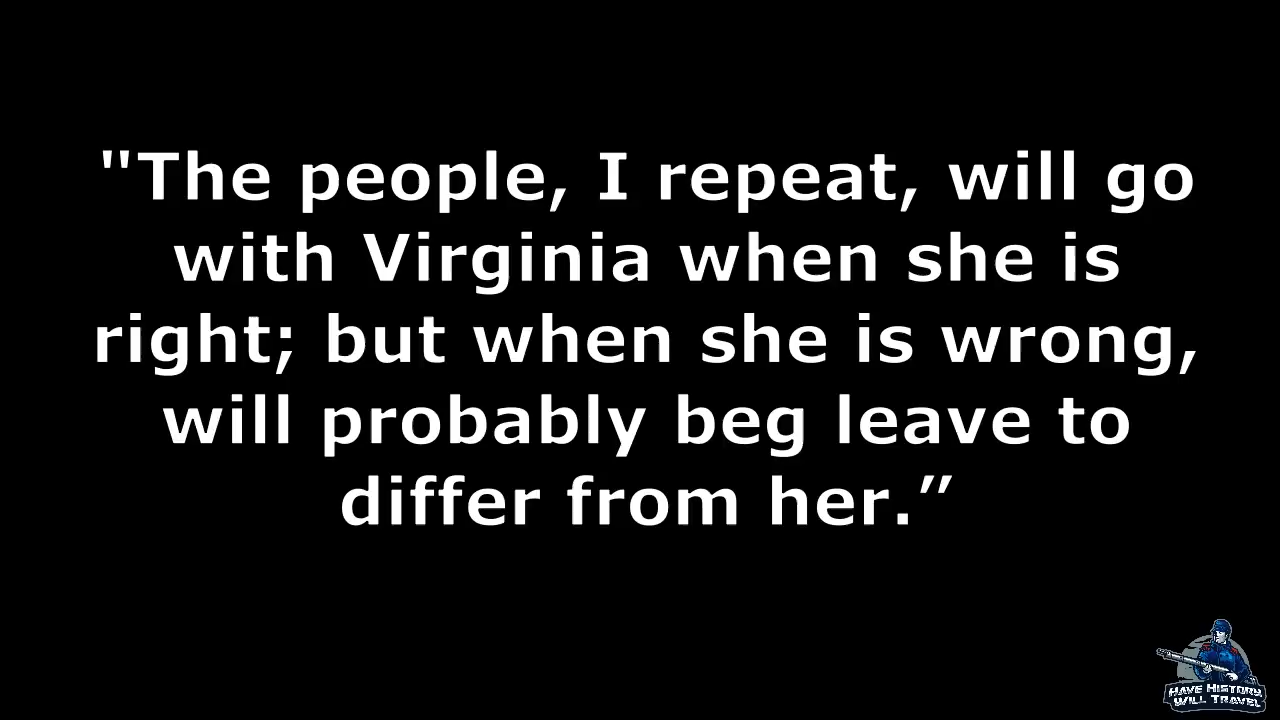 "The people, I repeat, will go
with Virginia when she is
right; but when she is wrong,
will probably beg leave to
differ from her.”
HAVE HISTORY
WILL TRAVEL